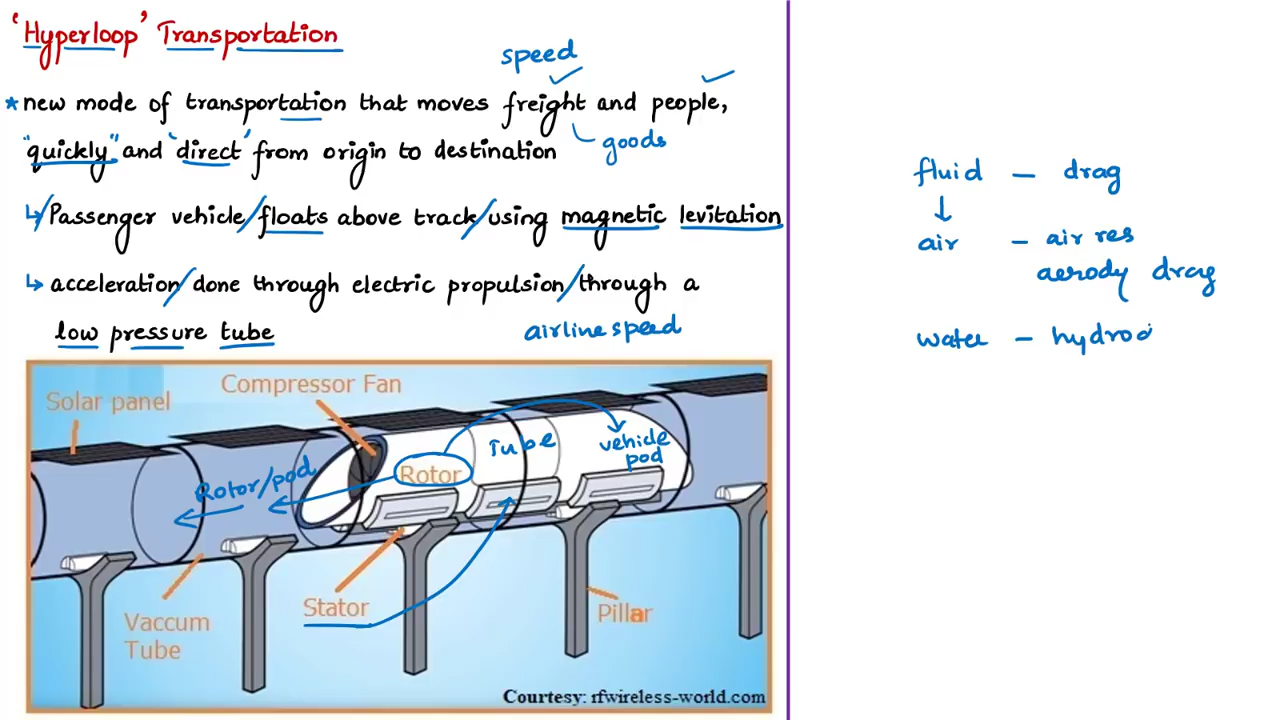 'Hyperloop' Transportation
speed
* new mode of transportation that moves freight and people,
goods
"quickly" and 'direct' from origin to destination
↳ Passenger vehicle/floats above track/using magnetic levitation
↳ acceleration/done through electric propulsion/through a
low pressure tube
airline speed
Solar panel
Compressor Fan
Tube
vehicle
pod
Rotor
Rotor/pod
Stator
Vaccum
Tube
Pillar
Courtesy: rfwireless-world.com
fluid — drag
↓
air — air res
aerody drag
water — hydrod